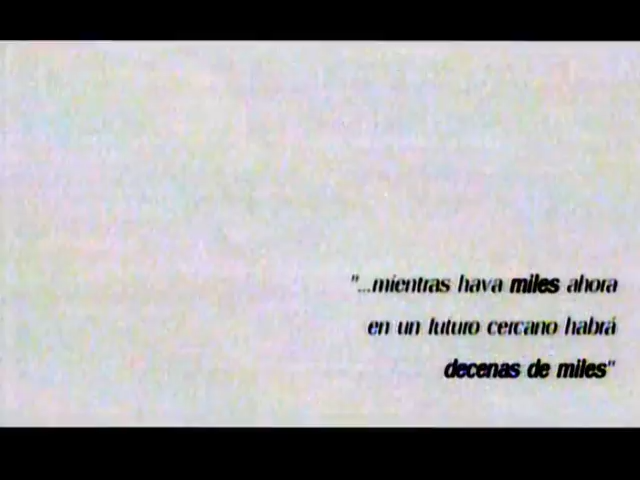 "...mientras haya miles ahora
en un futuro cercano habrá
decenas de miles"